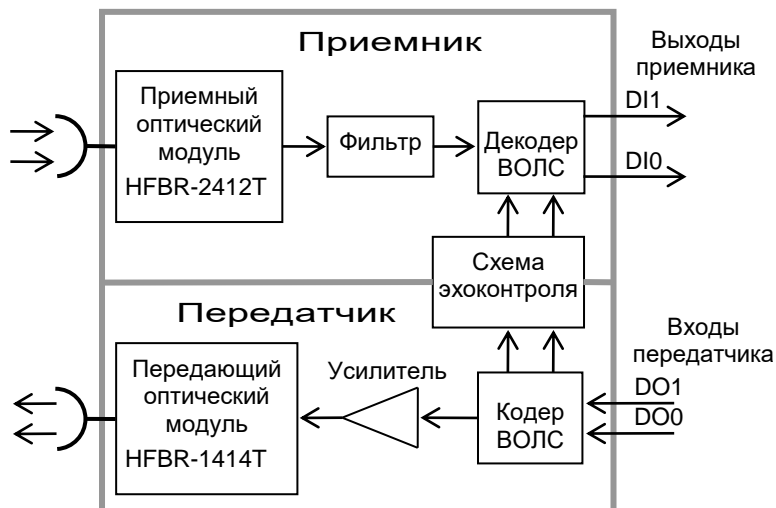 Приемник
Выходы
приемника
DI1
DI0
Приемный
оптический
модуль
HFBR-2412T
Фильтр
Декодер
ВОЛС
Схема
эхоконтроля
Передатчик
Входы
передатчика
DO1
DO0
Передающий
оптический
модуль
HFBR-1414T
Усилитель
Кодер
ВОЛС